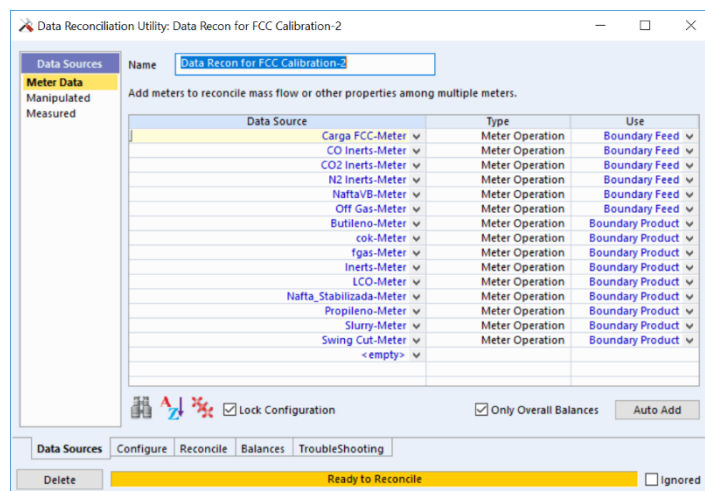 Data Reconciliation Utility: Data Recon for FCC Calibration-2
Data Sources
Meter Data
Manipulated
Measured
Name Data Recon for FCC Calibration-2
Add meters to reconcile mass flow or other properties among multiple meters.
Data Source Type Use
Carga FCC-Meter Meter Operation Boundary Feed
CO Inerts-Meter Meter Operation Boundary Feed
CO2 Inerts-Meter Meter Operation Boundary Feed
N2 Inerts-Meter Meter Operation Boundary Feed
NaftaVB-Meter Meter Operation Boundary Feed
Off Gas-Meter Meter Operation Boundary Feed
Butileno-Meter Meter Operation Boundary Product
cok-Meter Meter Operation Boundary Product
fgas-Meter Meter Operation Boundary Product
Inerts-Meter Meter Operation Boundary Product
LCO-Meter Meter Operation Boundary Product
Nafta_Stabilizada-Meter Meter Operation Boundary Product
Propileno-Meter Meter Operation Boundary Product
Slurry-Meter Meter Operation Boundary Product
Swing Cut-Meter Meter Operation Boundary Product
<empty>
AZ Lock Configuration Only Overall Balances Auto Add
Data Sources Configure Reconcile Balances TroubleShooting
Delete Ready to Reconcile Ignored